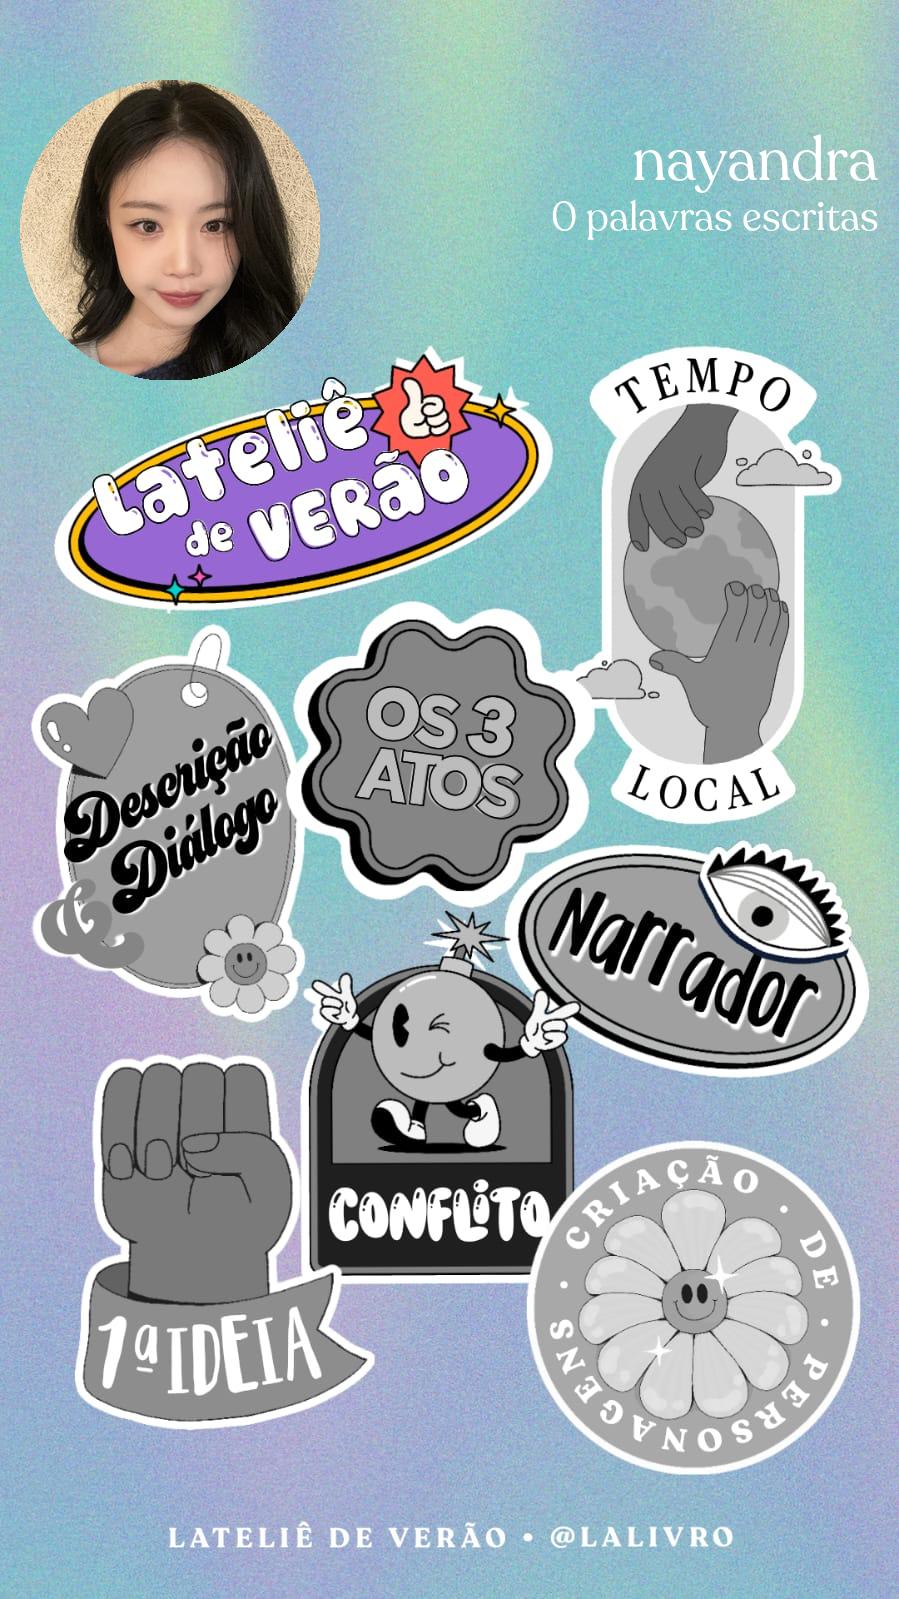 nayandra
0 palavras escritas
Lateliê
de VERÃO
TEMPO
LOCAL
OS 3
ATOS
Descrição
&
Diálogo
Narrador
CONFLITO
1ª IDEIA
CRIAÇÃO · DE · PERSONAGENS ·
LATELIÊ DE VERÃO • @LALIVRO